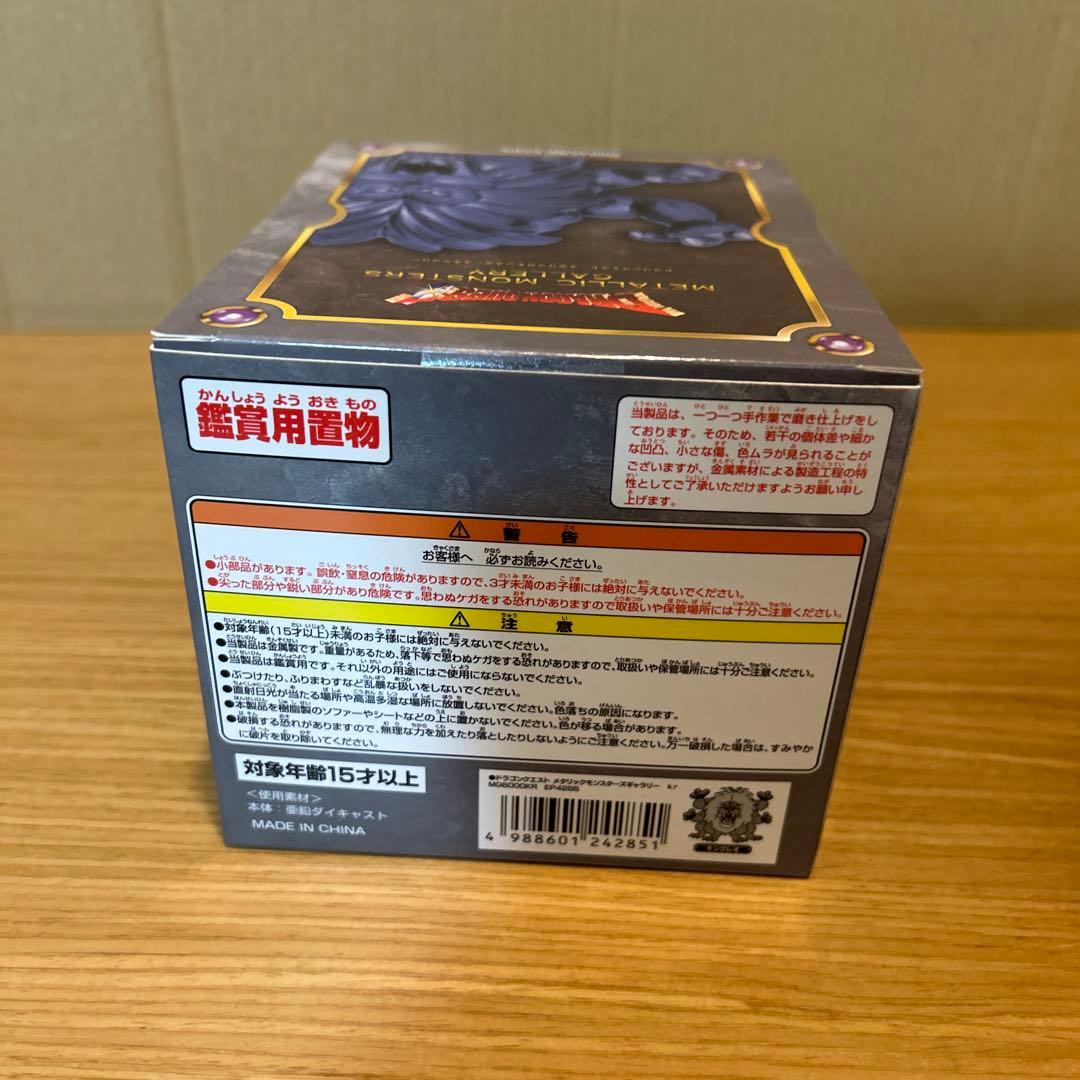 METALLIC MONSTERS
GALLERY
DRAGON QUEST
かんしょう よう おき もの
鑑賞用置物
当製品は、一つ一つ手作業で磨き仕上げをし
ております。そのため、若干の個体差や細か
な凹凸、小さな傷、色ムラが見られることが
ございますが、金属素材による製造工程の特
性としてご了承いただけますようお願い申し
上げます。
⚠ 警告
お客様へ 必ずお読みください。
●小部品があります。誤飲・窒息の危険がありますので、3才未満のお子様には絶対に与えないでください。
●尖った部分や鋭い部分があり危険です。思わぬケガをする恐れがありますので取扱いや保管場所には十分ご注意ください。
⚠ 注意
●対象年齢(15才以上)未満のお子様には絶対に与えないでください。
●当製品は金属製です。重量があるため、落下等で思わぬケガをする恐れがありますので、取扱いや保管場所には十分ご注意ください。
●当製品は鑑賞用です。それ以外の用途にはご使用にならないでください。
●ぶつけたり、ふりまわすなど乱暴な扱いをしないでください。
●直射日光が当たる場所や高温多湿な場所に放置しないでください。色落ちの原因になります。
●本製品を樹脂製のソファーやシートなどの上に置かないでください。色が移る場合があります。
●破損する恐れがありますので、無理な力を加えたり落としたりしないようにご注意ください。万一破損した場合は、すみやか
に破片を取り除いてください。
対象年齢15才以上
<使用素材>
本体:亜鉛ダイキャスト
MADE IN CHINA
●ドラゴンクエスト メタリックモンスターズギャラリー kr
MG6000KR EP4285
4 988601 242851
キングレオ